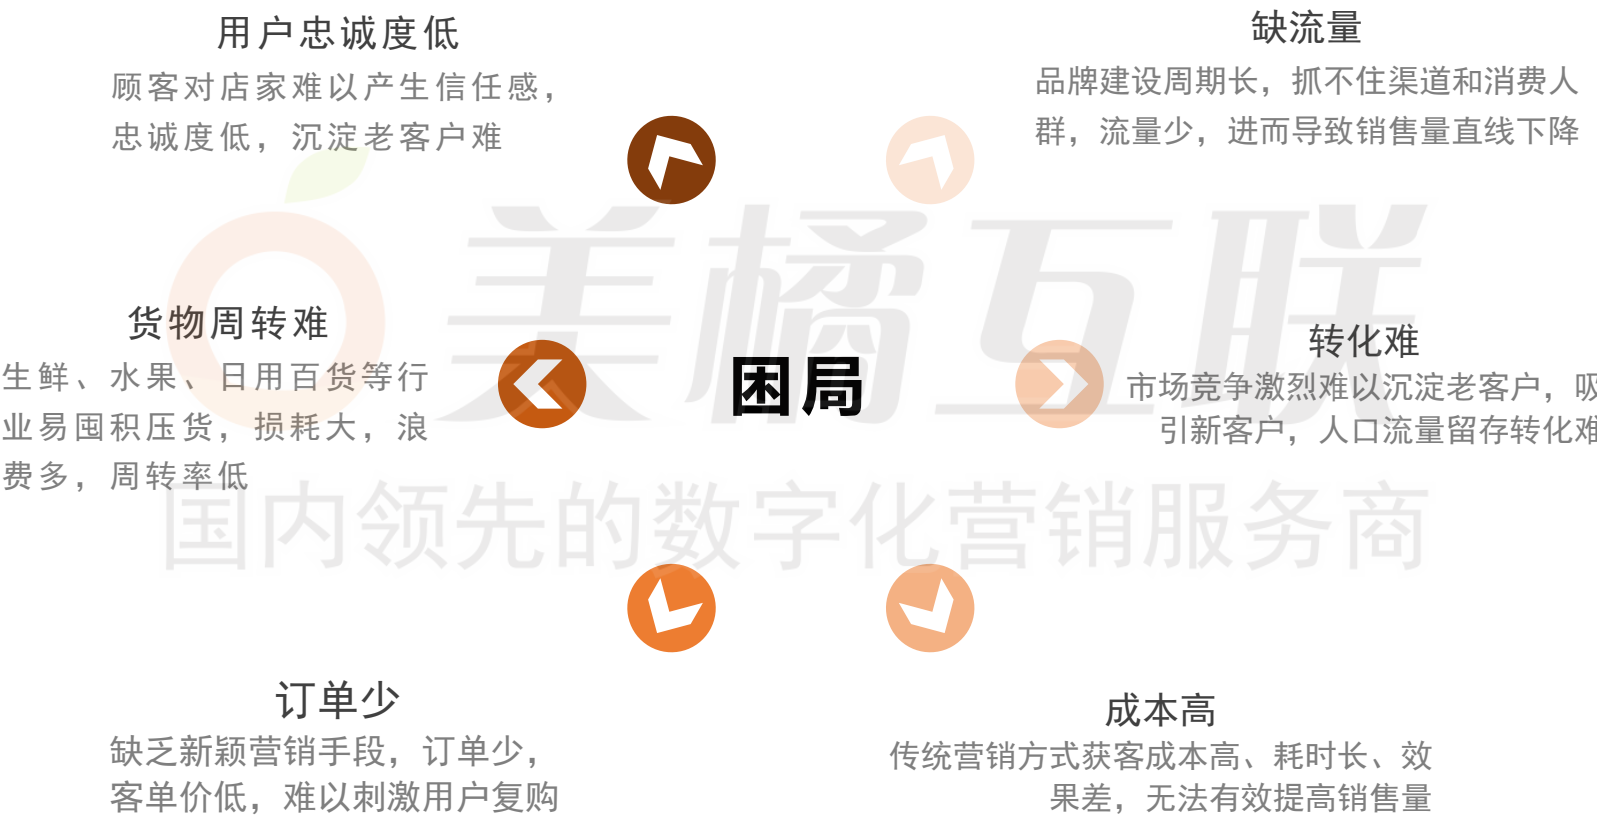 用户忠诚度低
顾客对店家难以产生信任感，
忠诚度低，沉淀老客户难
缺流量
品牌建设周期长，抓不住渠道和消费人
群，流量少，进而导致销售量直线下降
美橘互联
货物周转难
生鲜、水果、日用百货等行
业易囤积压货，损耗大，浪
费多，周转率低
困局
转化难
市场竞争激烈难以沉淀老客户，吸
引新客户，人口流量留存转化难
国内领先的数字化营销服务商
订单少
缺乏新颖营销手段，订单少，
客单价低，难以刺激用户复购
成本高
传统营销方式获客成本高、耗时长、效
果差，无法有效提高销售量